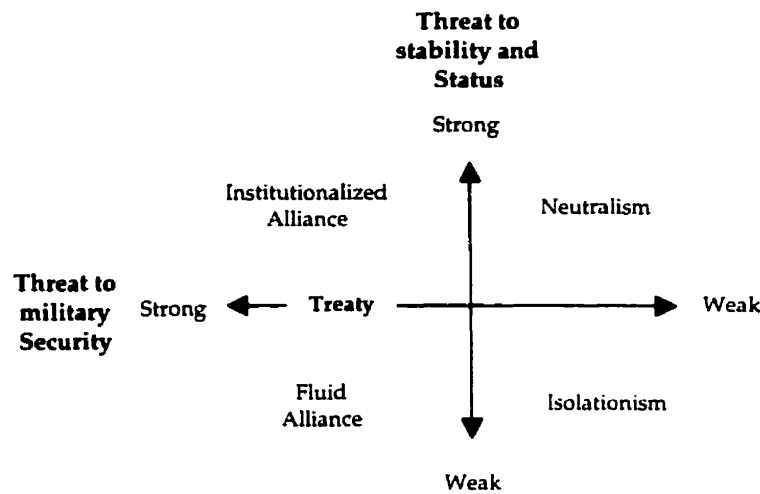 Threat to
stability and
Status
Strong
Institutionalized
Alliance
Neutralism
Threat to
military
Security
Strong
Treaty
Weak
Fluid
Alliance
Isolationism
Weak